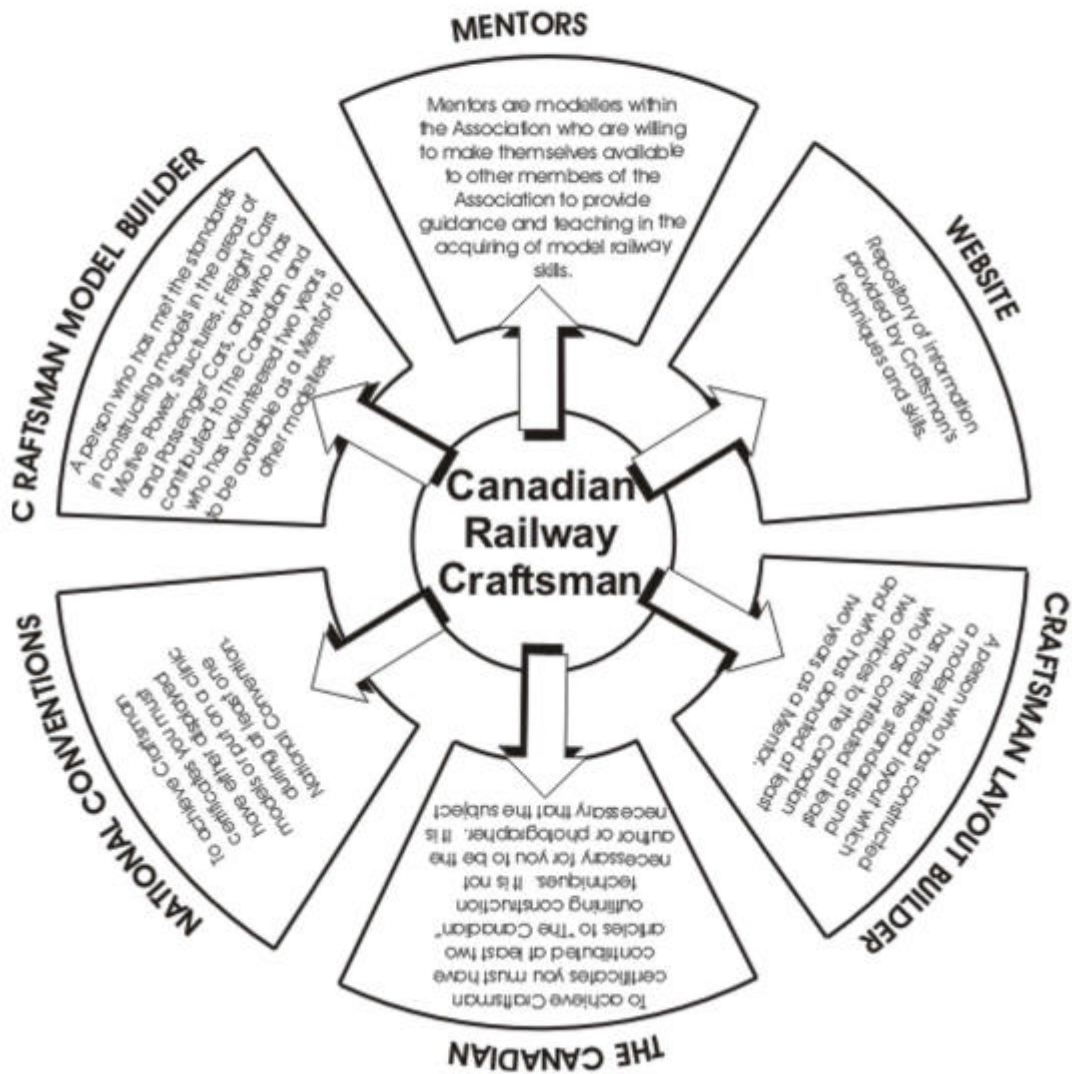 MENTORS
Mentors are modellers within
the Association who are willing
to make themselves available
to other members of the
Association to provide
guidance and teaching in the
acquiring of model railway
skills.
WEBSITE
Repository of information
provided by Craftsman's
techniques and skills.
CRAFTSMAN LAYOUT BUILDER
A person who has constructed
a model railroad layout which
has met the standards and
who has contributed at least
two articles to the Canadian
and who has donated at least
two years as a Mentor.
THE CANADIAN
To achieve Craftsman
certificates you must have
contributed at least two
articles to "The Canadian"
outlining construction
techniques. It is not
necessary for you to be the
author or photographer. It is
necessary that the subject
NATIONAL CONVENTIONS
To achieve Craftsman
certificates you must
have either displayed
models or put on a clinic
during at least one
National Convention.
C RAFTSMAN MODEL BUILDER
A person who has met the standards
in constructing models in the areas of
Motive Power, Structures, Freight Cars
and Passenger Cars, and who has
contributed to The Canadian and
who has volunteered two years
to be available as a Mentor to
other modellers.
Canadian
Railway
Craftsman